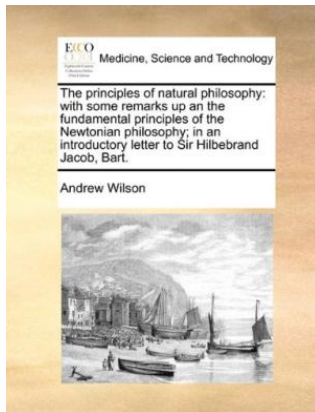 ECCO
Medicine, Science and Technology
The principles of natural philosophy:
with some remarks up an the
fundamental principles of the
Newtonian philosophy; in an
introductory letter to Sir Hilbebrand
Jacob, Bart.
Andrew Wilson